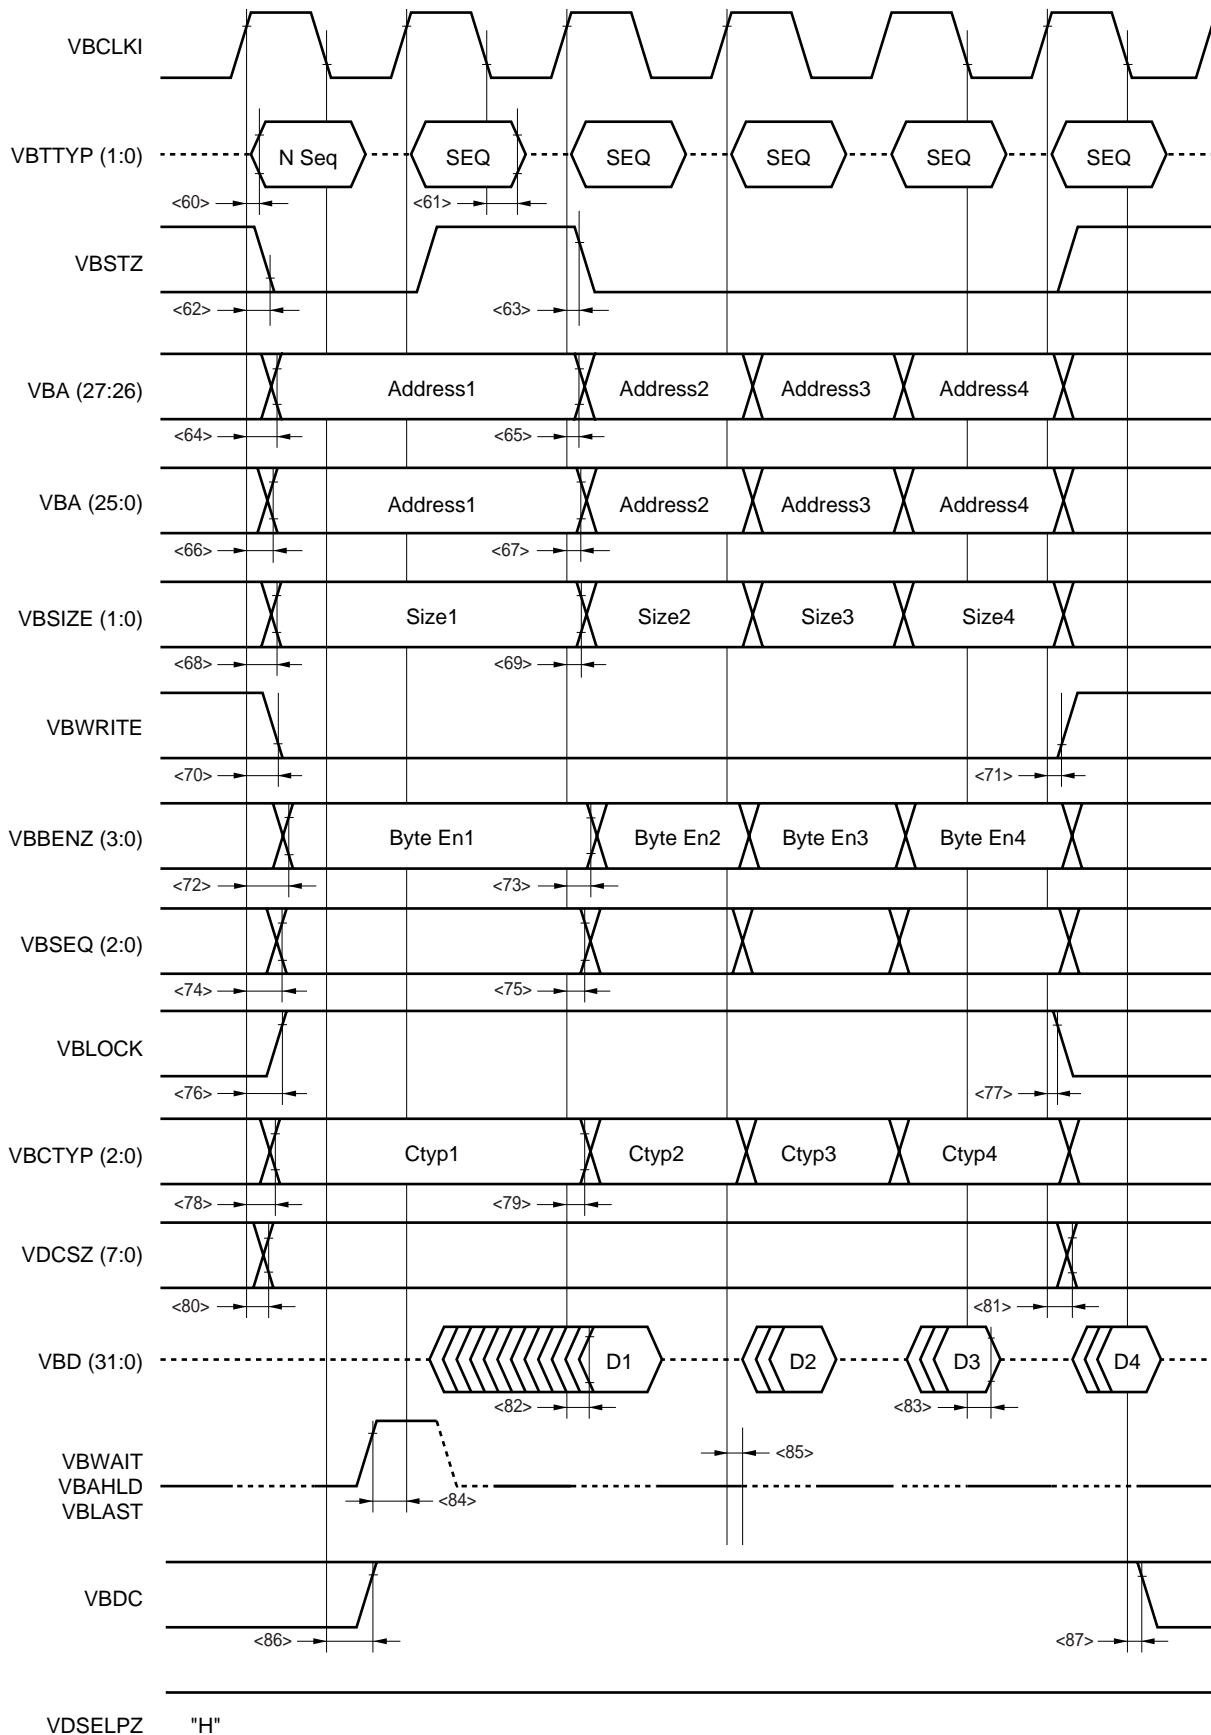 VBCLKI
VBTTYP (1:0) N Seq SEQ SEQ SEQ SEQ SEQ
<60> <61>
VBSTZ
<62> <63>
VBA (27:26) Address1 Address2 Address3 Address4
<64> <65>
VBA (25:0) Address1 Address2 Address3 Address4
<66> <67>
VBSIZE (1:0) Size1 Size2 Size3 Size4
<68> <69>
VBWRITE
<70> <71>
VBBENZ (3:0) Byte En1 Byte En2 Byte En3 Byte En4
<72> <73>
VBSEQ (2:0)
<74> <75>
VBLOCK
<76> <77>
VBCTYP (2:0) Ctyp1 Ctyp2 Ctyp3 Ctyp4
<78> <79>
VDCSZ (7:0)
<80> <81>
VBD (31:0) D1 D2 D3 D4
<82> <83>
VBWAIT <85>
VBAHLD
VBLAST <84>
VBDC
<86> <87>
VDSELPZ "H"